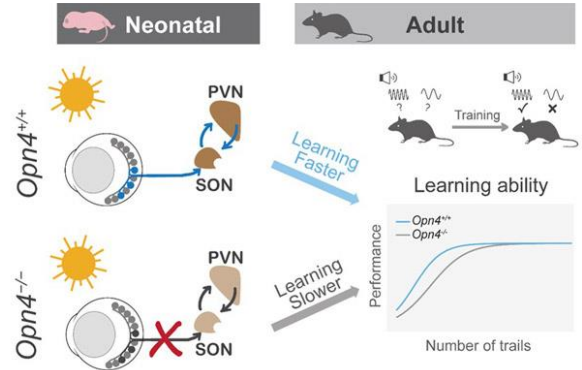 Neonatal
Adult
Opn4+/+
PVN
SON
Learning
Faster
? ?
Training
✓ ✗
Learning ability
Opn4+/+
Opn4-/-
Performance
Number of trails
Opn4-/-
PVN
SON
Learning
Slower